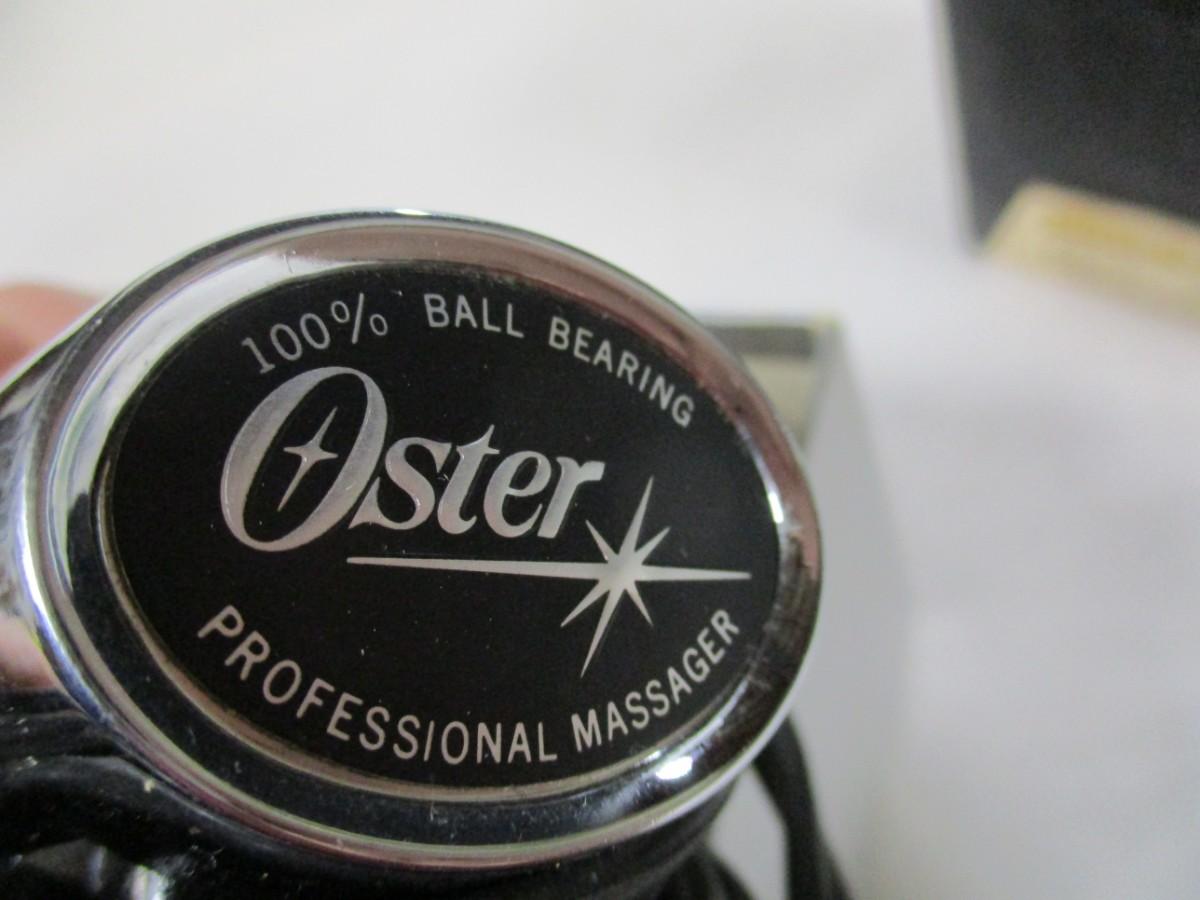 100% BALL BEARING
Oster
PROFESSIONAL MASSAGER